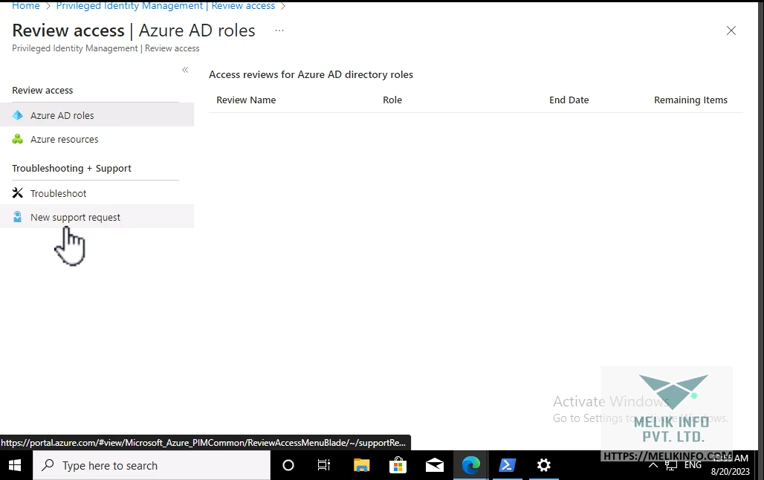 Home > Privileged Identity Management | Review access >
Review access | Azure AD roles ...
Privileged Identity Management | Review access
«
Access reviews for Azure AD directory roles
Review access
Review Name Role End Date Remaining Items
Azure AD roles
Azure resources
Troubleshooting + Support
Troubleshoot
New support request
Activate Windows
Go to Settings to
MELIK INFO
PVT. LTD.
HTTPS://MELIKINFO.COM
https://portal.azure.com/#view/Microsoft_Azure_PIMCommon/ReviewAccessMenuBlade/~/supportRe...
Type here to search
AM
8/20/2023